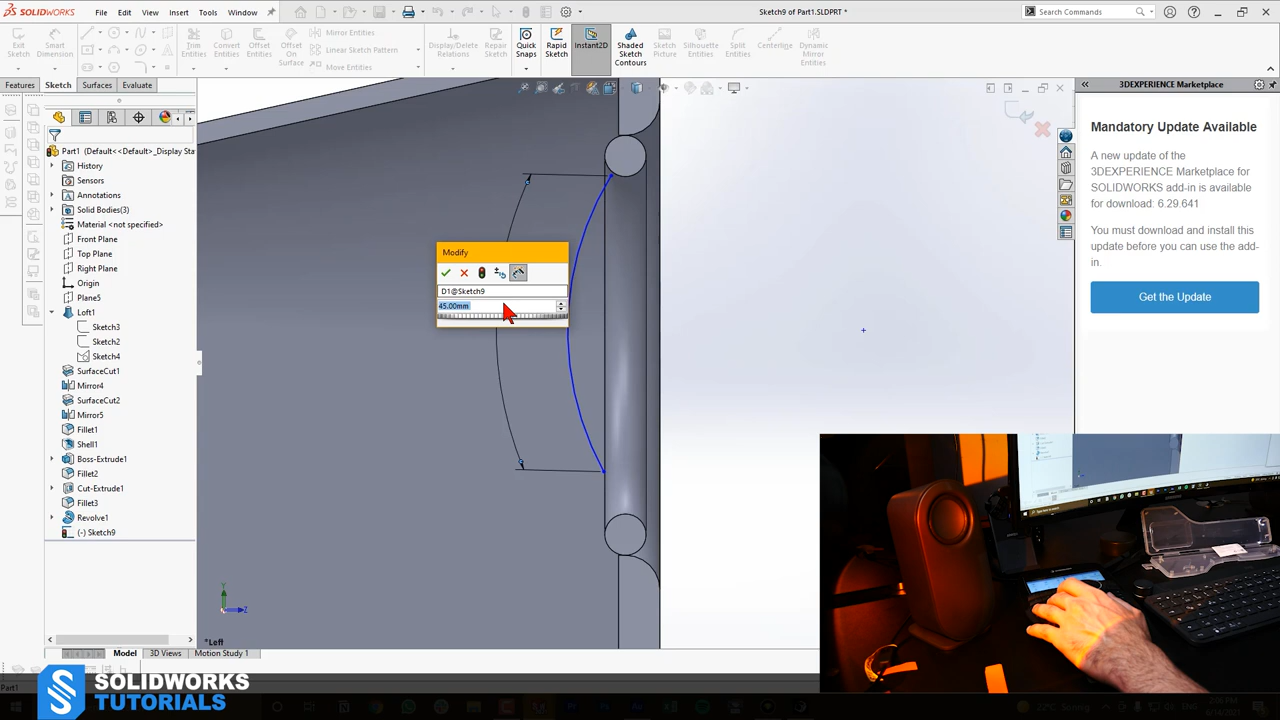 SOLIDWORKS File Edit View Insert Tools Window Sketch9 of Part1.SLDPRT * Search Commands
Exit Sketch Smart Dimension Trim Entities Convert Entities Offset Entities Offset On Surface Mirror Entities Linear Sketch Pattern Move Entities Display/Delete Relations Repair Sketch Quick Snaps Rapid Sketch Instant2D Shaded Sketch Contours Sketch Picture Silhouette Entities Split Entities Centerline Dynamic Mirror Entities
Features Sketch Surfaces Evaluate
3DEXPERIENCE Marketplace
Mandatory Update Available
A new update of the
3DEXPERIENCE Marketplace for
SOLIDWORKS add-in is available
for download: 6.29.641
You must download and install this
update before you can use the add-
in.
Get the Update
Part1 (Default<<Default>_Display Sta
History
Sensors
Annotations
Solid Bodies(3)
Material <not specified>
Front Plane
Top Plane
Right Plane
Origin
Plane5
Loft1
Sketch3
Sketch2
Sketch4
SurfaceCut1
Mirror4
SurfaceCut2
Mirror5
Fillet1
Shell1
Boss-Extrude1
Fillet2
Cut-Extrude1
Fillet3
Revolve1
(-) Sketch9
Modify
D1@Sketch9
45.00mm
Y
Z
*Left
Model 3D Views Motion Study 1
Part1
SOLIDWORKS
TUTORIALS